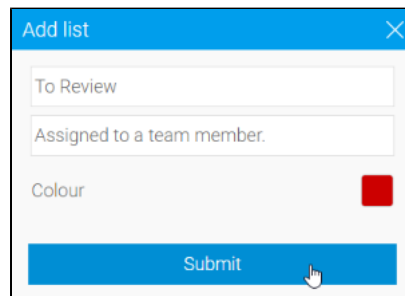 Add list
To Review
Assigned to a team member.
Colour
Submit